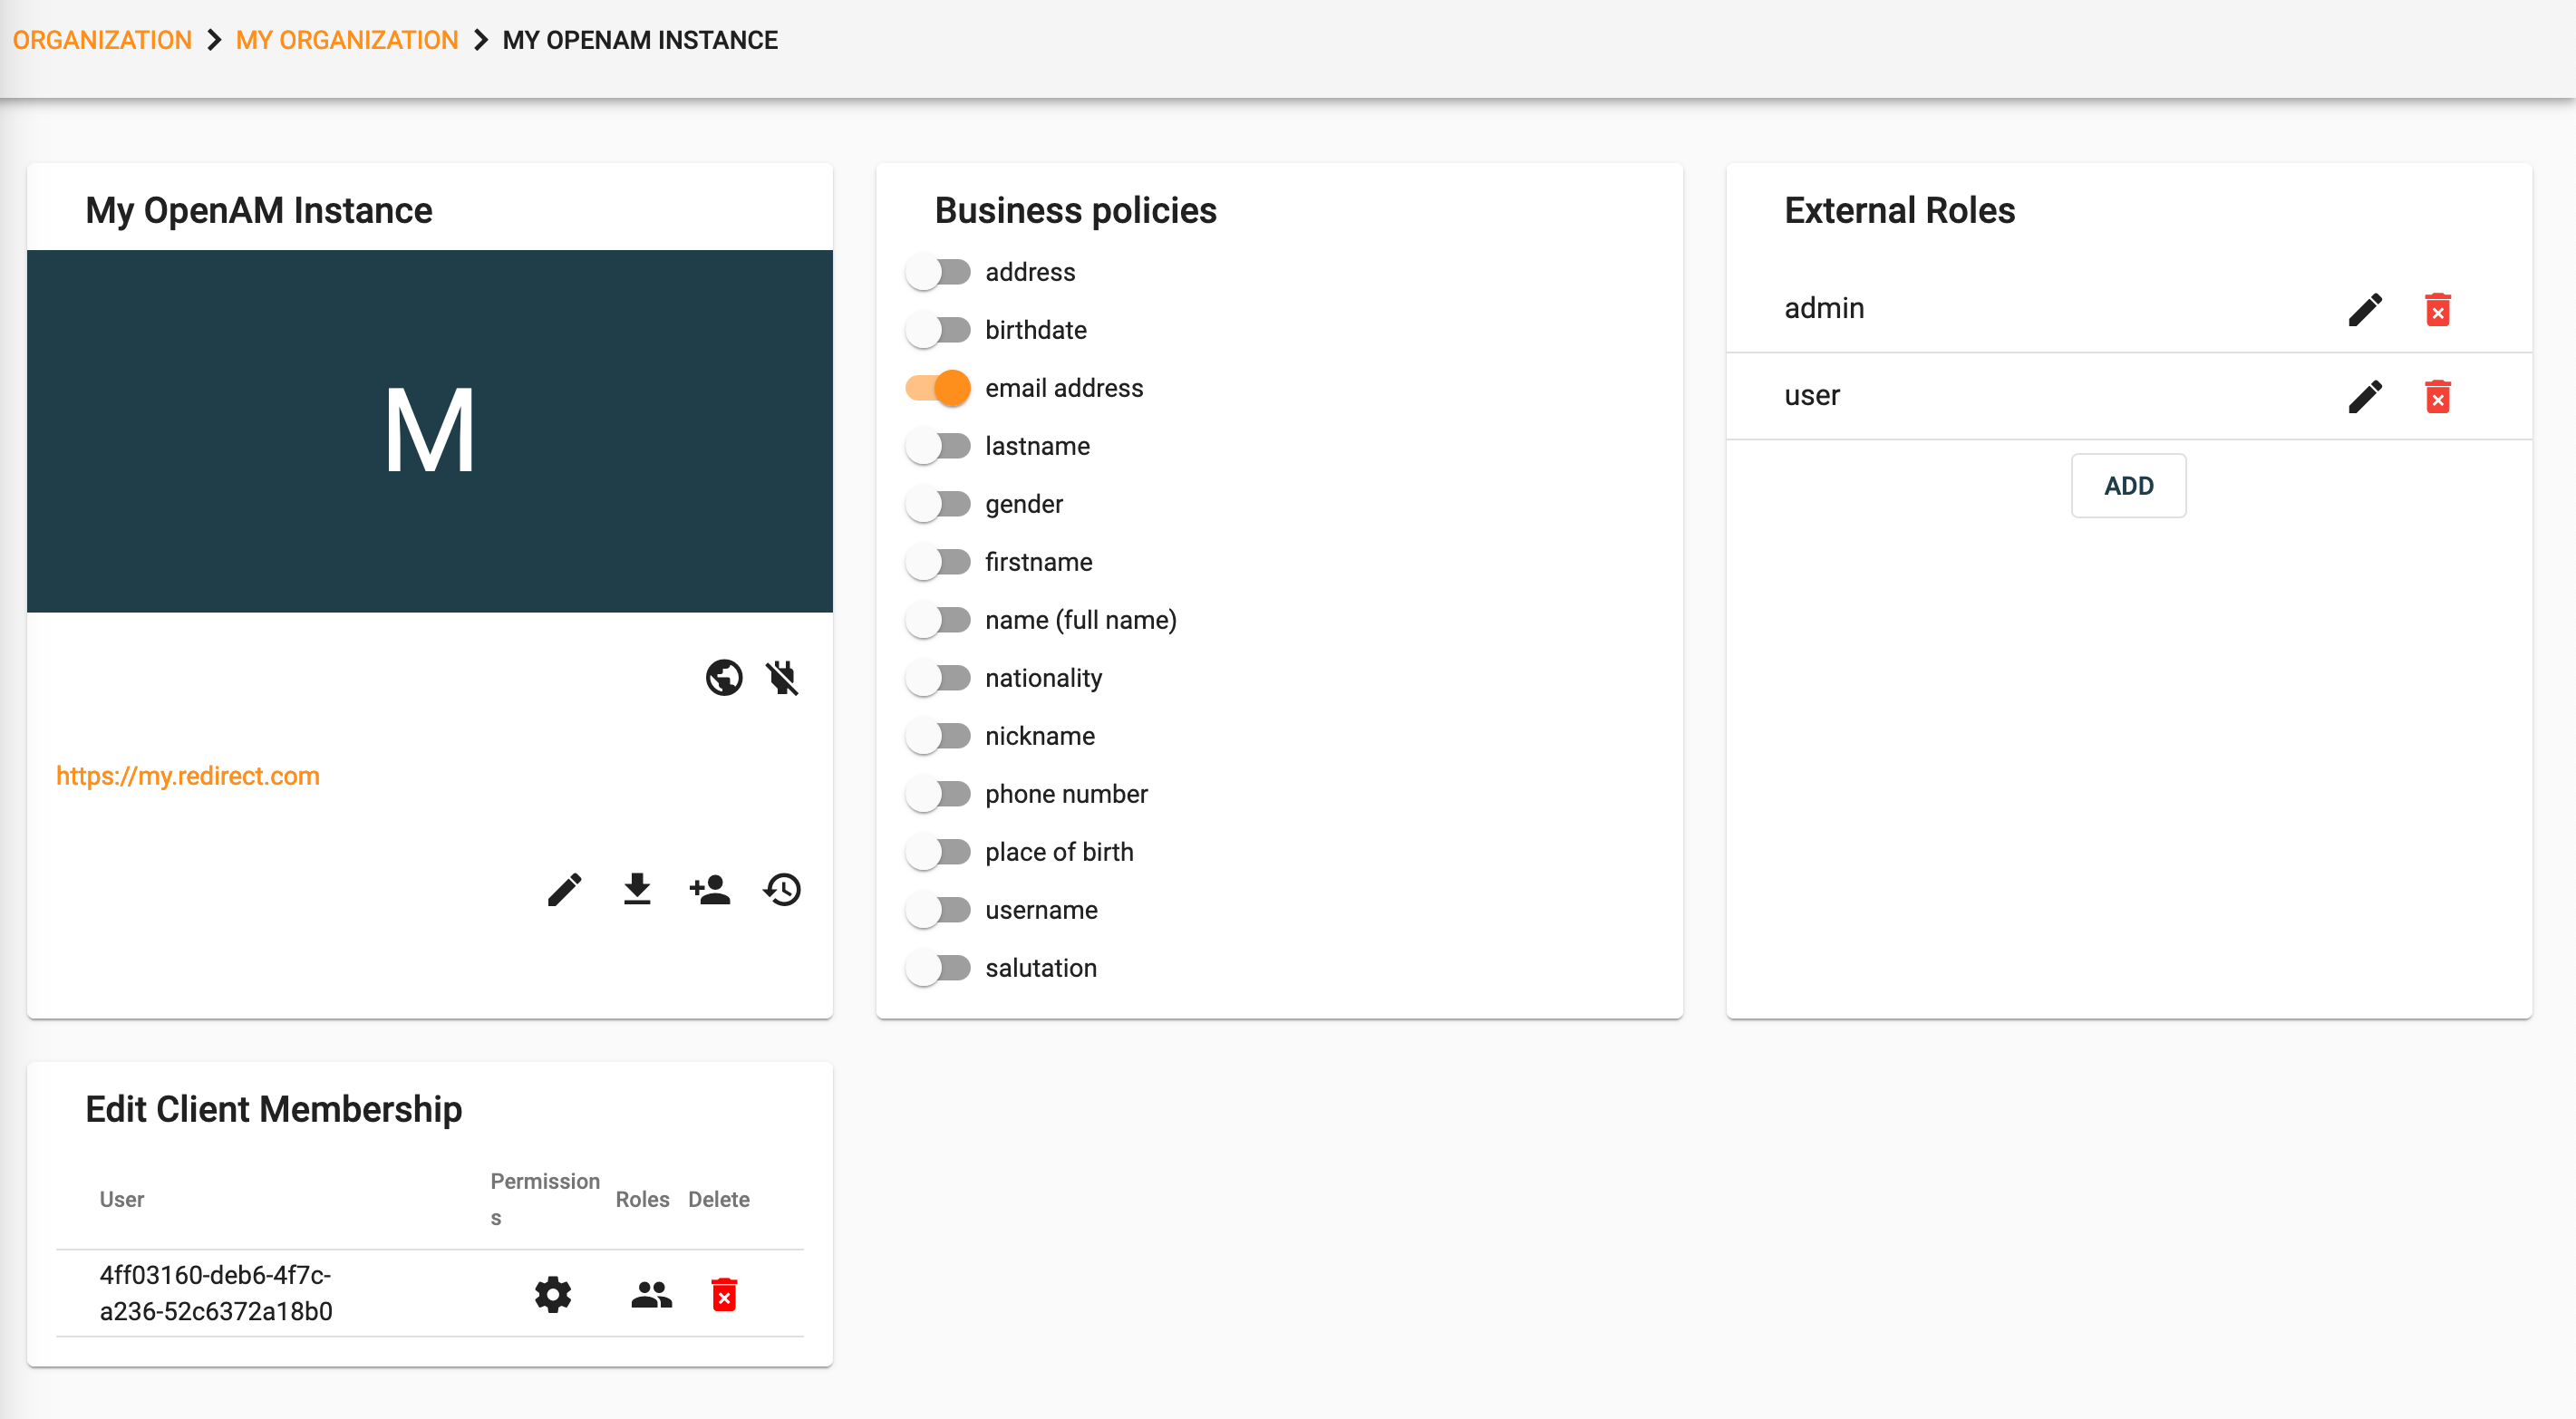 ORGANIZATION > MY ORGANIZATION > MY OPENAM INSTANCE
My OpenAM Instance
M
https://my.redirect.com
Business policies
address
birthdate
email address
lastname
gender
firstname
name (full name)
nationality
nickname
phone number
place of birth
username
salutation
External Roles
admin
user
ADD
Edit Client Membership
User
Permission
s
Roles
Delete
4ff03160-deb6-4f7c-
a236-52c6372a18b0